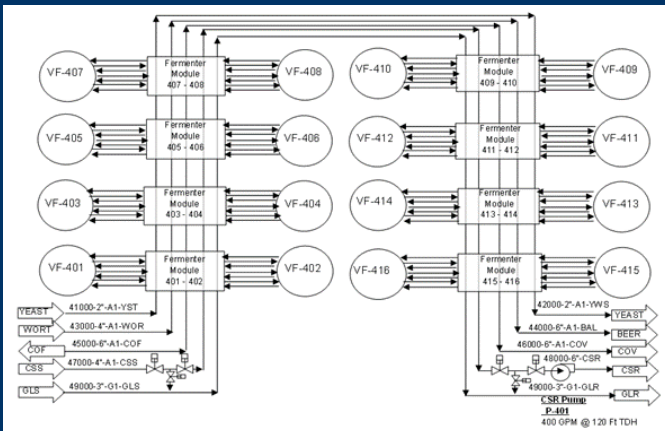 VF-407
Fermenter
Module
407 - 408
VF-408
VF-410
Fermenter
Module
409 - 410
VF-409
VF-405
Fermenter
Module
405 - 406
VF-406
VF-412
Fermenter
Module
411 - 412
VF-411
VF-403
Fermenter
Module
403 - 404
VF-404
VF-414
Fermenter
Module
413 - 414
VF-413
VF-401
Fermenter
Module
401 - 402
VF-402
VF-416
Fermenter
Module
415 - 416
VF-415
YEAST
41000-2"-A1-YST
WORT
43000-4"-A1-WOR
COF
45000-6"-A1-COF
CSS
47000-4"-A1-CSS
GLS
49000-3"-G1-GLS
42000-2"-A1-YWS
YEAST
44000-6"-A1-BAL
BEER
46000-6"-A1-COV
COV
48000-6"-CSR
CSR
49000-3"-G1-GLR
GLR
CSR Pump
P-401
400 GPM @ 120 Ft TDH